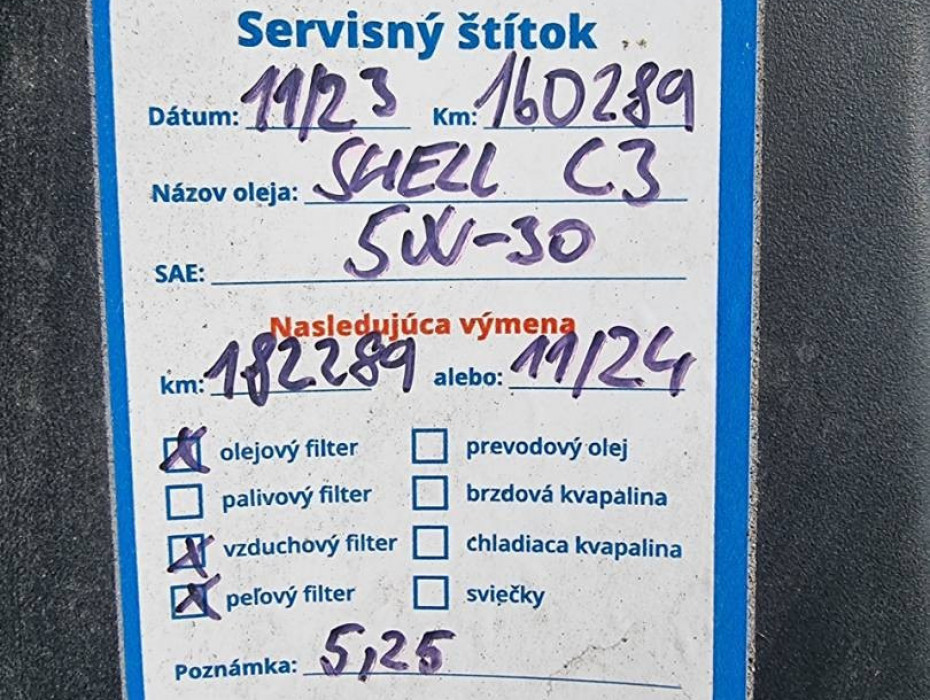 Servisný štítok
Dátum: 11/23 Km: 160289
Názov oleja: SHELL C3
SAE: 5W-30
Nasledujúca výmena
km: 182289 alebo: 11/24
X olejový filter prevodový olej
palivový filter brzdová kvapalina
X vzduchový filter chladiaca kvapalina
X peľový filter sviečky
Poznámka: 5,25